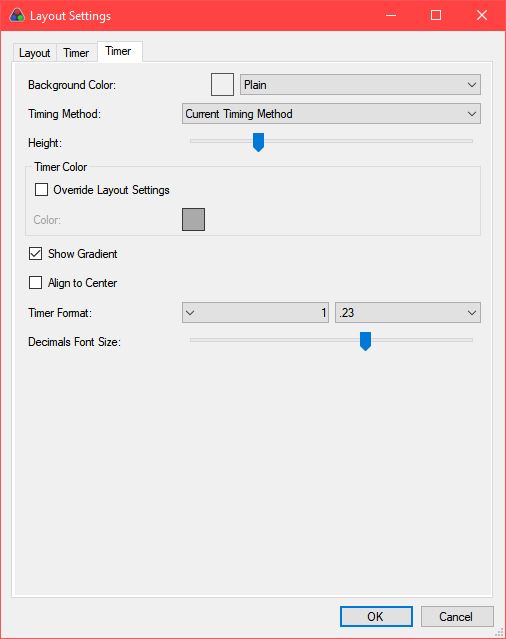 Layout Settings
Layout Timer Timer
Background Color: Plain
Timing Method: Current Timing Method
Height:
Timer Color
Override Layout Settings
Color:
Show Gradient
Align to Center
Timer Format: 1 .23
Decimals Font Size:
OK Cancel